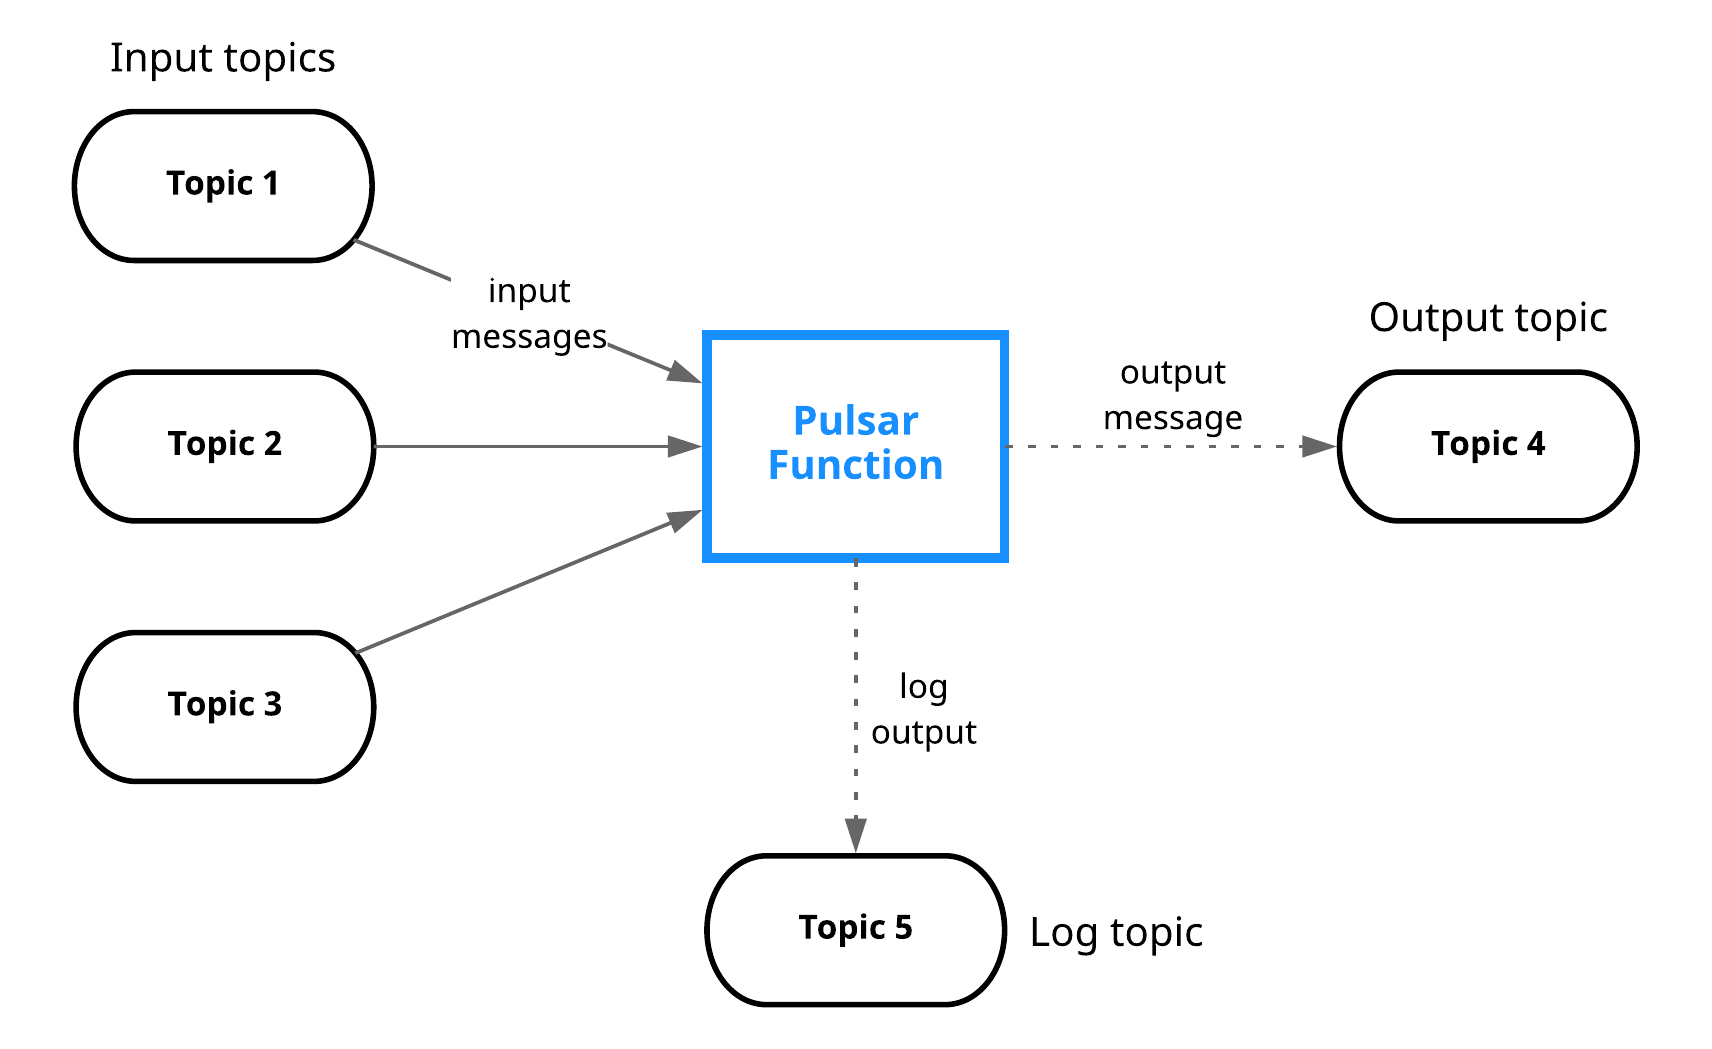 Input topics
Topic 1
input
messages
Topic 2
Topic 3
Pulsar
Function
output
message
Output topic
Topic 4
log
output
Topic 5
Log topic